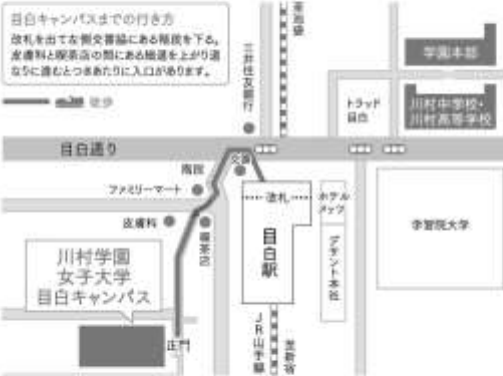 目白キャンパスまでの行き方
改札を出て左側交番脇にある階段を下る。
皮膚科と喫茶店の間にある細道を上がり道
なりに進むとつきあたりに入口があります。
徒歩
至池袋
三井住友銀行
学園本部
トラッド
目白
川村中学校・
川村高等学校
目白通り
交番
階段
ファミリーマート
改札
ホテル
メッツ
皮膚科
喫茶店
目白駅
学習院大学
川村学園
女子大学
目白キャンパス
正門
JR山手線
至新宿